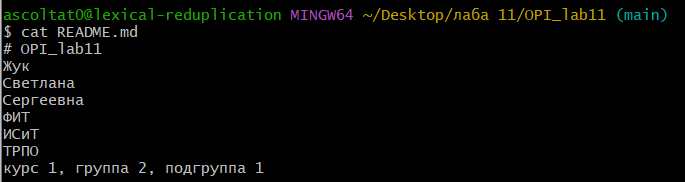 ascoltat0@lexical-reduplication MINGW64 ~/Desktop/лаба 11/OPI_lab11 (main)
$ cat README.md
# OPI_lab11
Жук
Светлана
Сергеевна
ФИТ
ИСиТ
ТРПО
курс 1, группа 2, подгруппа 1